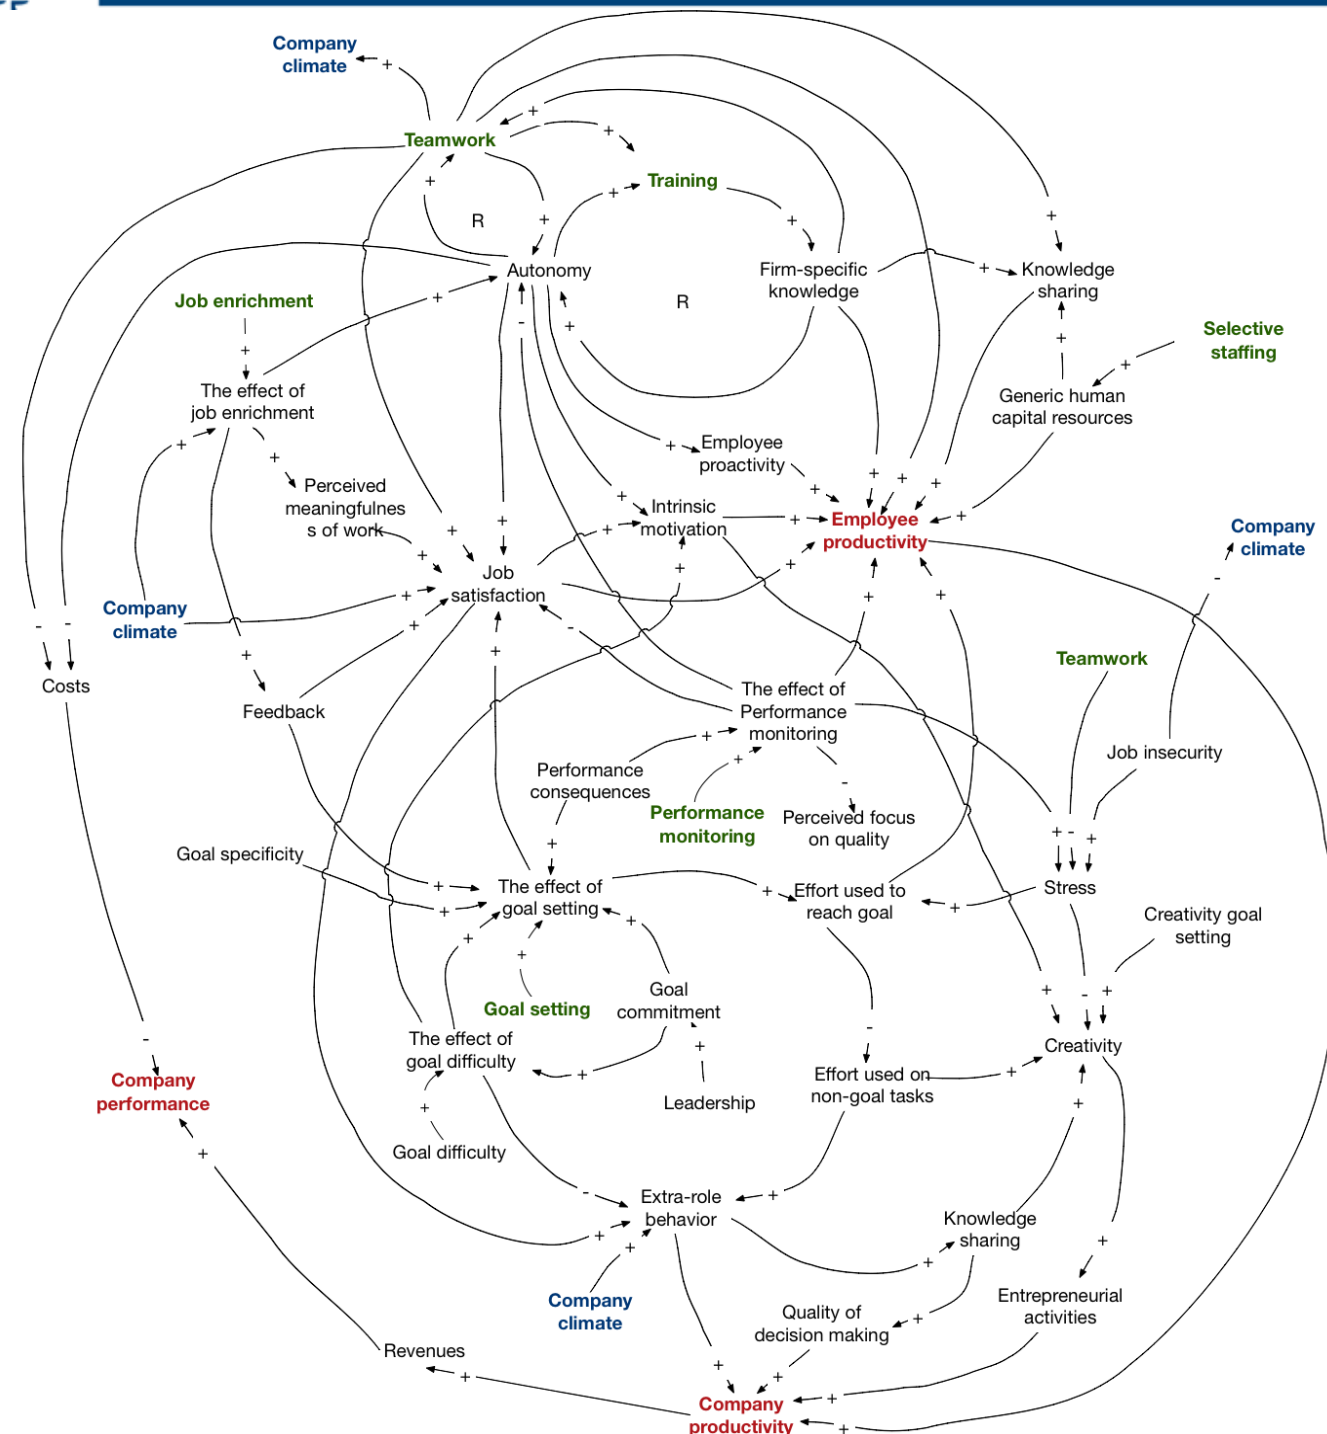 Company
climate
+
Teamwork
+
+
Training
+
+
R
+
+
+
Autonomy
Firm-specific
knowledge
+
Knowledge
sharing
+
Job enrichment
+
R
-
+
Selective
staffing
+
+
+
The effect of
job enrichment
Generic human
capital resources
+
+
Perceived
meaningfulnes
s of work
+
Employee
proactivity
+
+
+
+
+
Intrinsic
motivation
+
+
+
+
+
Employee
productivity
+
Company
climate
-
+
Job
satisfaction
+
+
+
+
+
Company
climate
+
-
-
+
-
+
+
Costs
Feedback
The effect of
Performance
monitoring
Teamwork
Job insecurity
+
+
-
Performance
consequences
Performance
monitoring
Perceived focus
on quality
+
+
-
+
Goal specificity
+
+
The effect of
goal setting
+
+
Effort used to
reach goal
+
Stress
Creativity goal
setting
+
+
Goal setting
Goal
commitment
+
-
+
-
-
The effect of
goal difficulty
+
+
+
Creativity
Company
performance
Effort used on
non-goal tasks
+
+
+
Leadership
+
Goal difficulty
-
+
Extra-role
behavior
+
+
Knowledge
sharing
+
+
Company
climate
Quality of
decision making
+
Entrepreneurial
activities
Revenues
+
+
+
+
Company
productivity
+